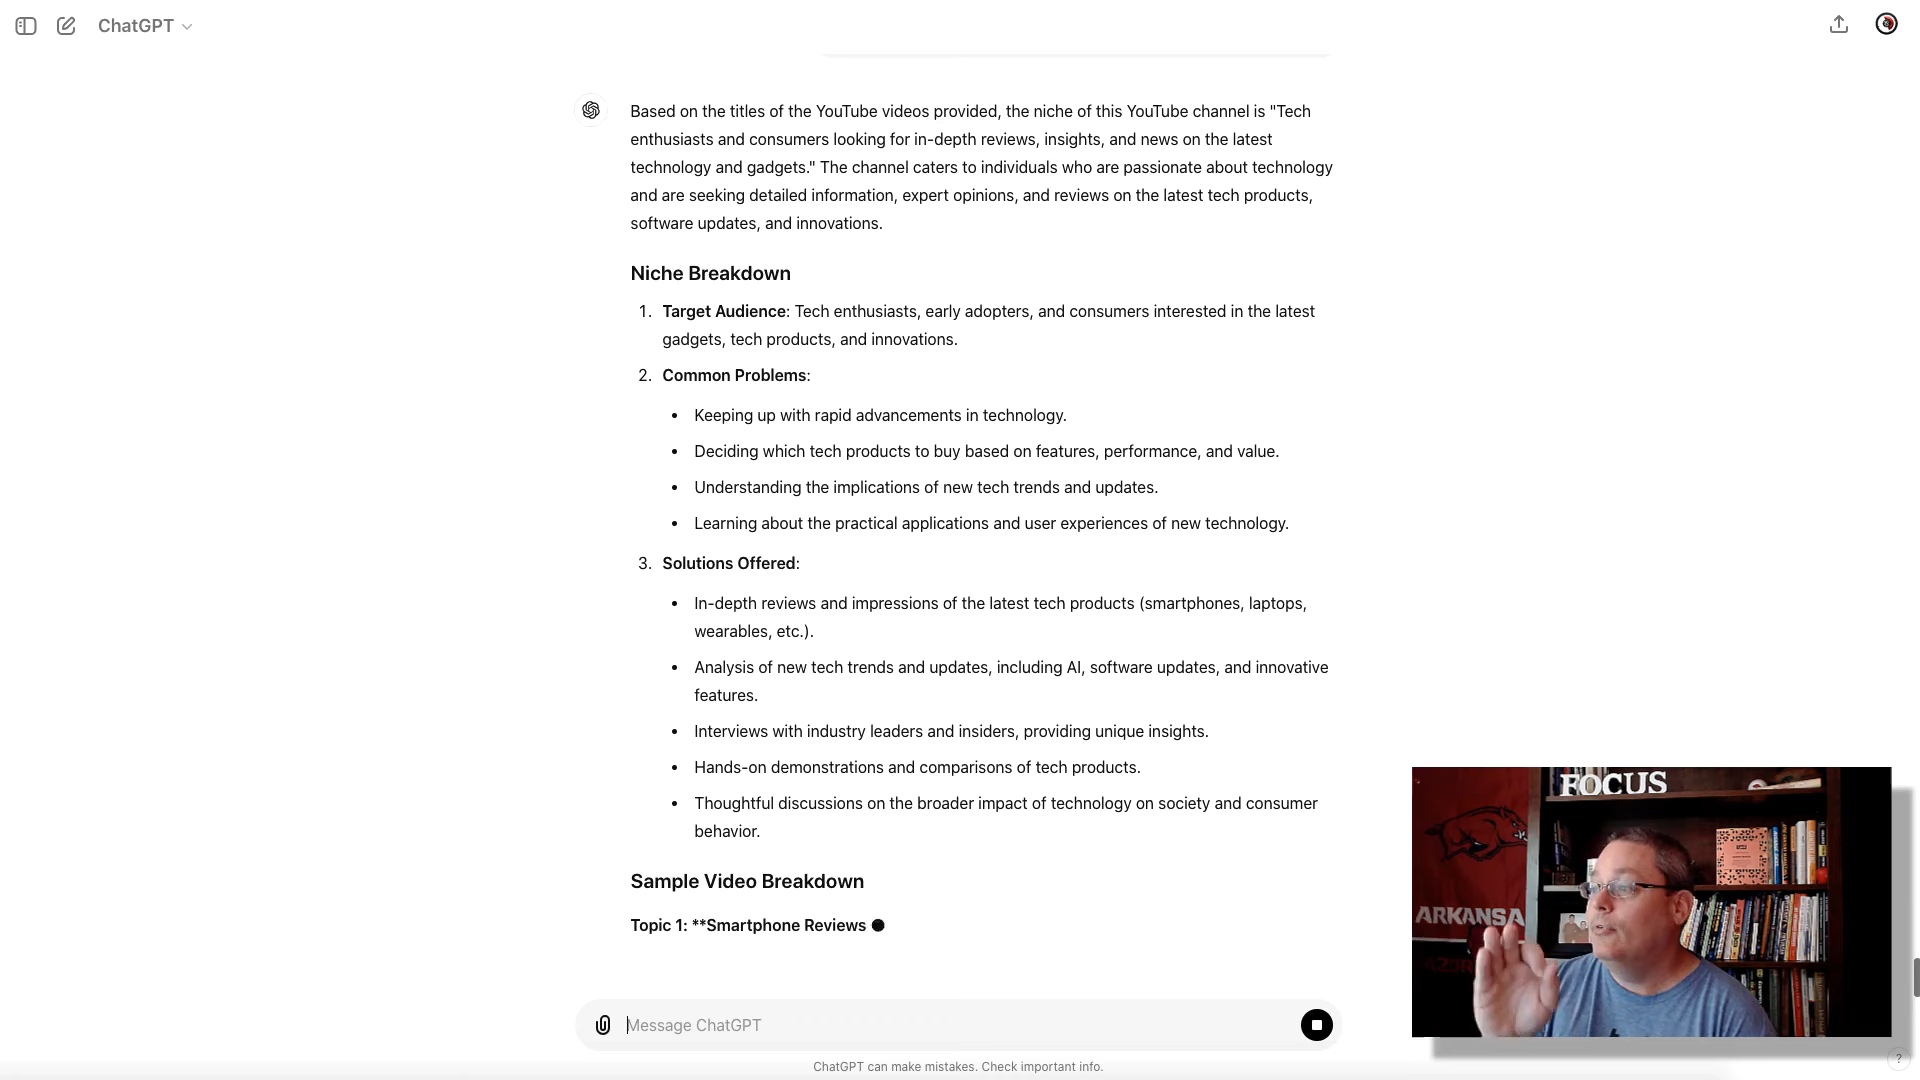 ChatGPT
Based on the titles of the YouTube videos provided, the niche of this YouTube channel is "Tech
enthusiasts and consumers looking for in-depth reviews, insights, and news on the latest
technology and gadgets." The channel caters to individuals who are passionate about technology
and are seeking detailed information, expert opinions, and reviews on the latest tech products,
software updates, and innovations.
Niche Breakdown
1. Target Audience: Tech enthusiasts, early adopters, and consumers interested in the latest
gadgets, tech products, and innovations.
2. Common Problems:
• Keeping up with rapid advancements in technology.
• Deciding which tech products to buy based on features, performance, and value.
• Understanding the implications of new tech trends and updates.
• Learning about the practical applications and user experiences of new technology.
3. Solutions Offered:
• In-depth reviews and impressions of the latest tech products (smartphones, laptops,
wearables, etc.).
• Analysis of new tech trends and updates, including AI, software updates, and innovative
features.
• Interviews with industry leaders and insiders, providing unique insights.
• Hands-on demonstrations and comparisons of tech products.
• Thoughtful discussions on the broader impact of technology on society and consumer
behavior.
Sample Video Breakdown
Topic 1: **Smartphone Reviews
FOCUS
ARKANSA
Message ChatGPT
ChatGPT can make mistakes. Check important info.
?